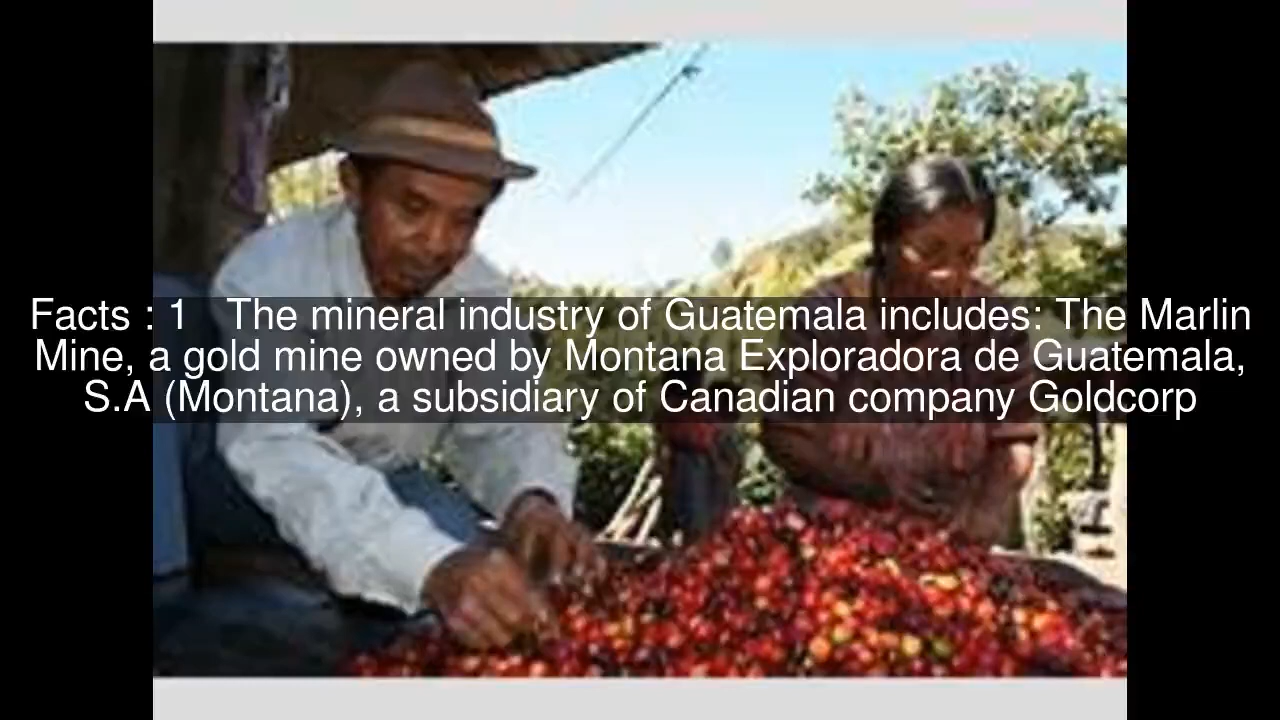 Facts : 1 The mineral industry of Guatemala includes: The Marlin
Mine, a gold mine owned by Montana Exploradora de Guatemala,
S.A (Montana), a subsidiary of Canadian company Goldcorp